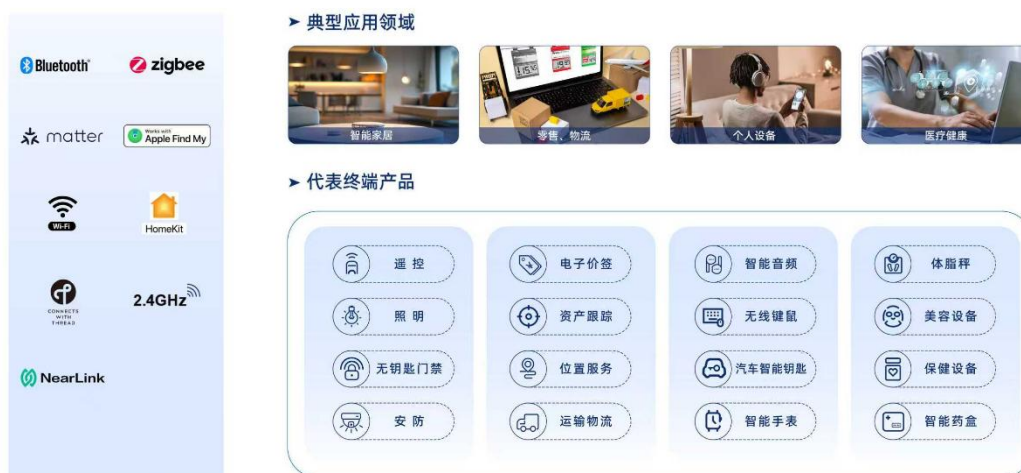 Bluetooth®
zigbee
matter
Works with
Apple Find My
Wi-Fi
HomeKit
CONNECTS
WITH
THREAD
2.4GHz
NearLink
➤ 典型应用领域
智能家居
零售、物流
个人设备
医疗健康
➤ 代表终端产品
遥控
照明
无钥匙门禁
安防
电子价签
资产跟踪
位置服务
运输物流
智能音频
无线键鼠
汽车智能钥匙
智能手表
体脂秤
美容设备
保健设备
智能药盒